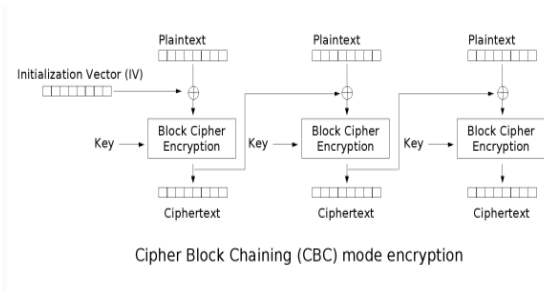 Plaintext Plaintext Plaintext
Initialization Vector (IV)
Key Block Cipher Encryption Key Block Cipher Encryption Key Block Cipher Encryption
Ciphertext Ciphertext Ciphertext
Cipher Block Chaining (CBC) mode encryption